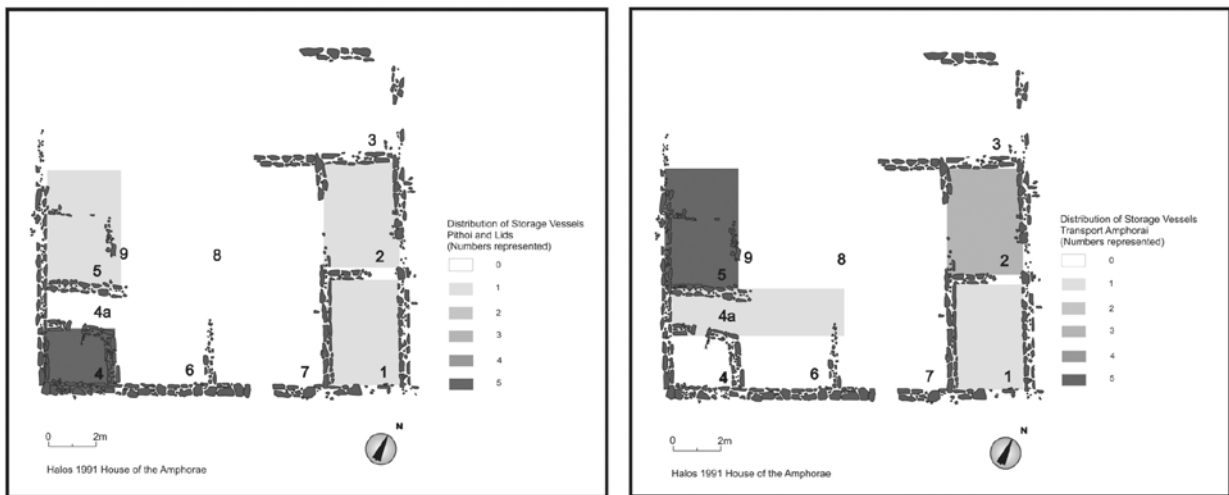 3
Distribution of Storage Vessels
Pithoi and Lids
(Numbers represented)
0
1
2
3
4
5
9
8
2
5
4a
4
6
7
1
0 2m
N
Halos 1991 House of the Amphorae
3
Distribution of Storage Vessels
Transport Amphorai
(Numbers represented)
0
1
2
3
4
5
9
8
2
5
4a
4
6
7
1
0 2m
N
Halos 1991 House of the Amphorae